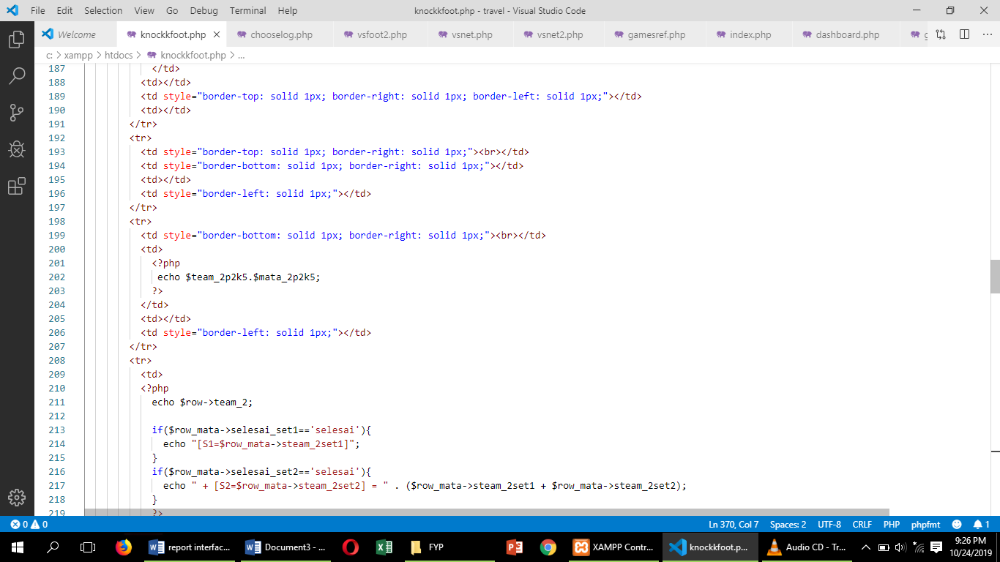 File Edit Selection View Go Debug Terminal Help knockkfoot.php - travel - Visual Studio Code
Welcome knockkfoot.php chooselog.php vsfoot2.php vsnet.php vsnet2.php gamesref.php index.php dashboard.php
c: > xampp > htdocs > knockkfoot.php > ...
187 </td>
188 <td></td>
189 <td style="border-top: solid 1px; border-right: solid 1px; border-left: solid 1px;"></td>
190 <td></td>
191 </tr>
192 <tr>
193 <td style="border-top: solid 1px; border-right: solid 1px;"><br></td>
194 <td style="border-bottom: solid 1px; border-right: solid 1px;"></td>
195 <td></td>
196 <td style="border-left: solid 1px;"></td>
197 </tr>
198 <tr>
199 <td style="border-bottom: solid 1px; border-right: solid 1px;"><br></td>
200 <td>
201 <?php
202 echo $team_2p2k5.$mata_2p2k5;
203 ?>
204 </td>
205 <td></td>
206 <td style="border-left: solid 1px;"></td>
207 </tr>
208 <tr>
209 <td>
210 <?php
211 echo $row->team_2;
212
213 if($row_mata->selesai_set1=='selesai'){
214 echo "[S1=$row_mata->steam_2set1]";
215 }
216 if($row_mata->selesai_set2=='selesai'){
217 echo " + [S2=$row_mata->steam_2set2] = " . ($row_mata->steam_2set1 + $row_mata->steam_2set2);
218 }
219 ?>
0 0 Ln 370, Col 7 Spaces: 2 UTF-8 CRLF PHP phpfmt 1
report interfac... Document3 - ... FYP XAMPP Contr... knockkfoot.p... Audio CD - Tr... 9:26 PM
10/24/2019